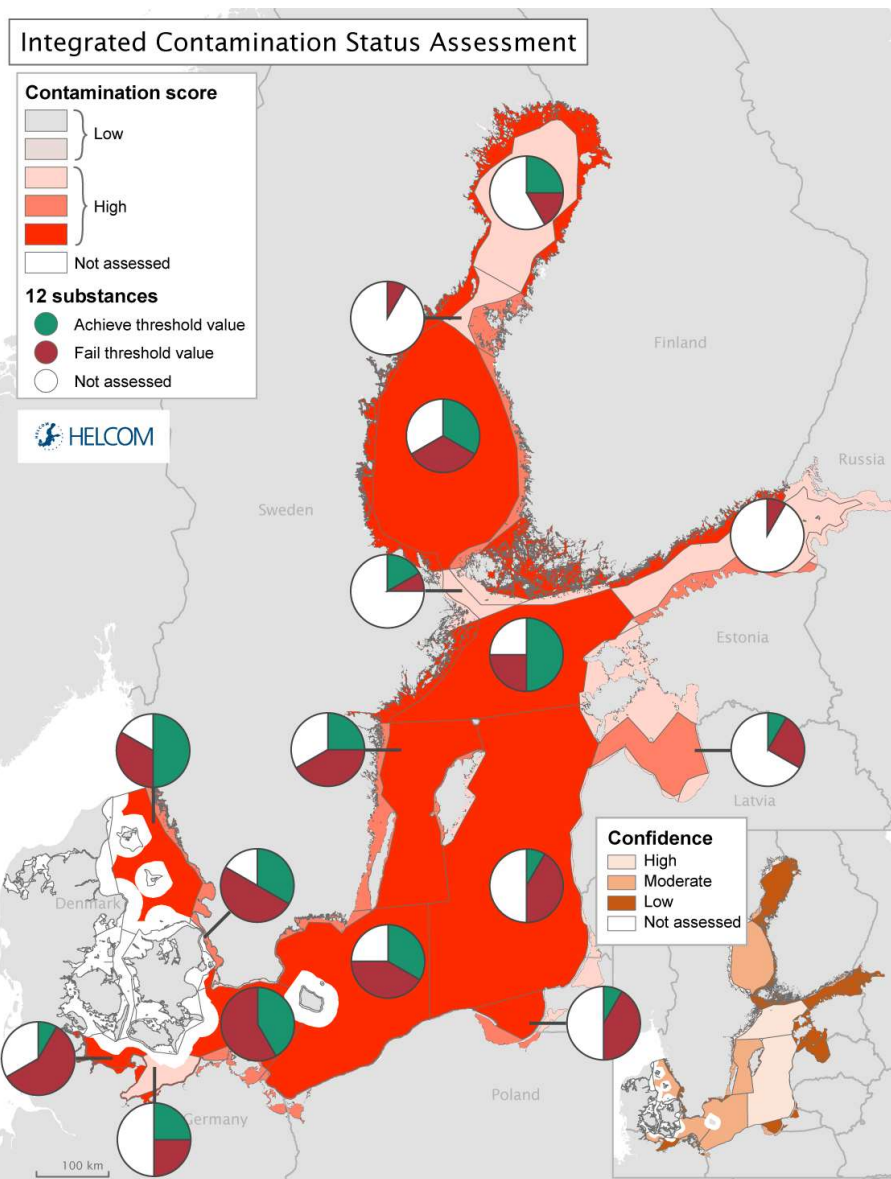 Integrated Contamination Status Assessment
Contamination score
Low
High
Not assessed
12 substances
Achieve threshold value
Fail threshold value
Not assessed
HELCOM
Finland
Russia
Sweden
Estonia
Latvia
Denmark
Confidence
High
Moderate
Low
Not assessed
Poland
Germany
100 km